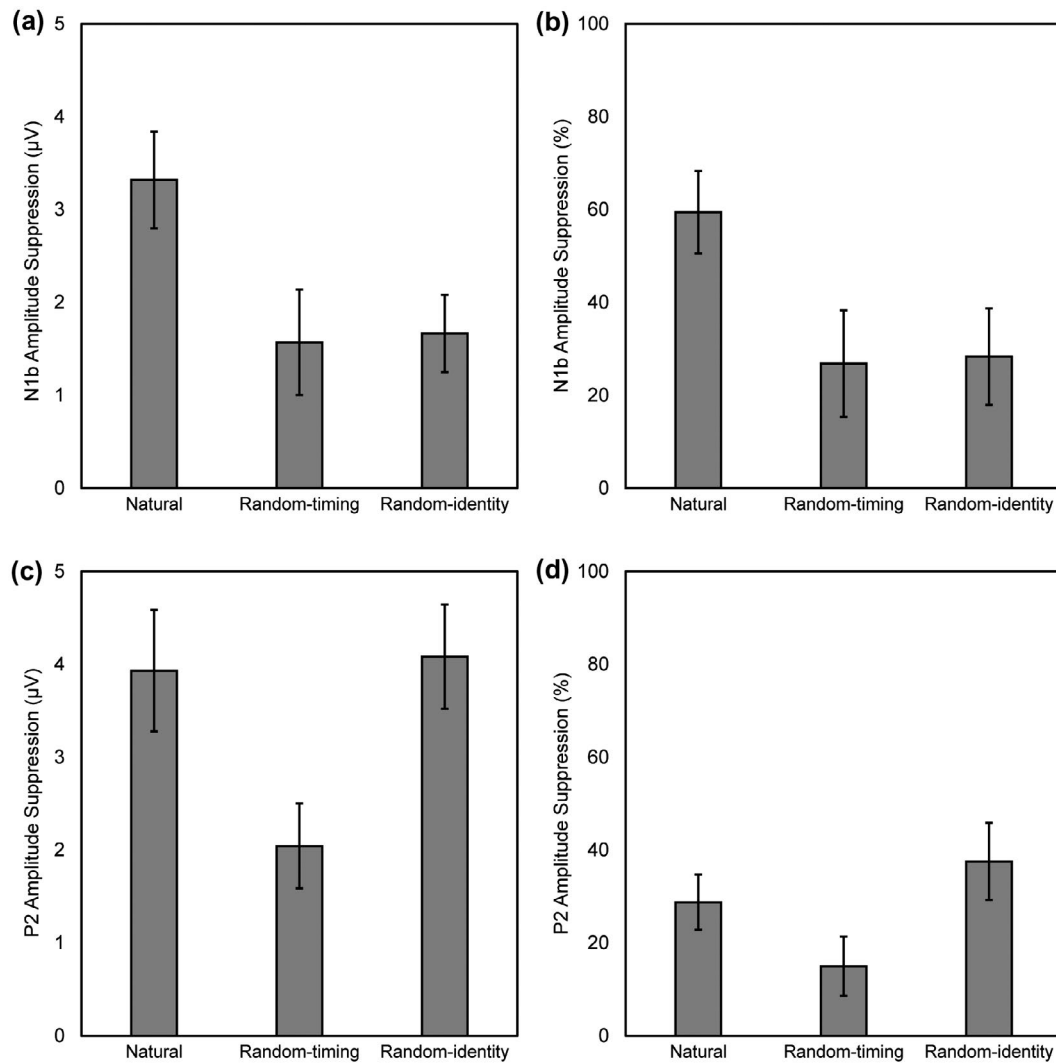 (a)
N1b Amplitude Suppression (µV)
5
4
3
2
1
0
Natural Random-timing Random-identity
(b)
N1b Amplitude Suppression (%)
100
80
60
40
20
0
Natural Random-timing Random-identity
(c)
P2 Amplitude Suppression (µV)
5
4
3
2
1
0
Natural Random-timing Random-identity
(d)
P2 Amplitude Suppression (%)
100
80
60
40
20
0
Natural Random-timing Random-identity